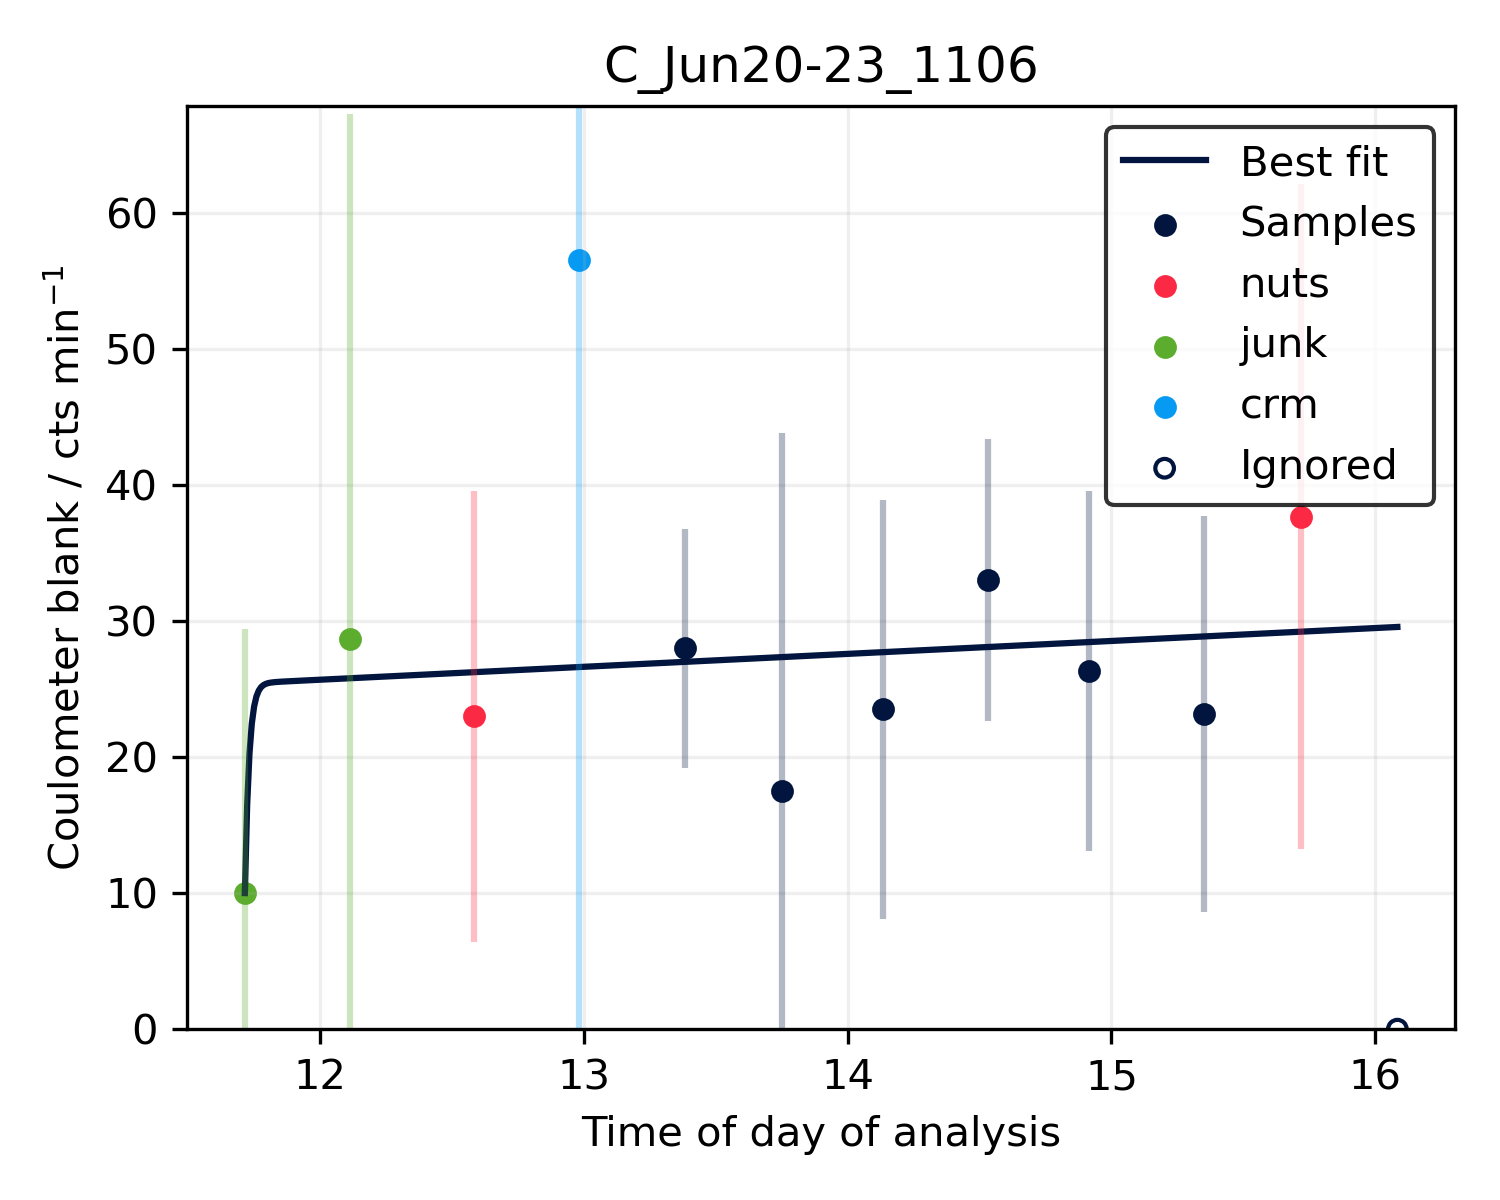 C_Jun20-23_1106
Coulometer blank / cts min⁻¹
60
50
40
30
20
10
0
12 13 14 15 16
Time of day of analysis
Best fit
Samples
nuts
junk
crm
Ignored